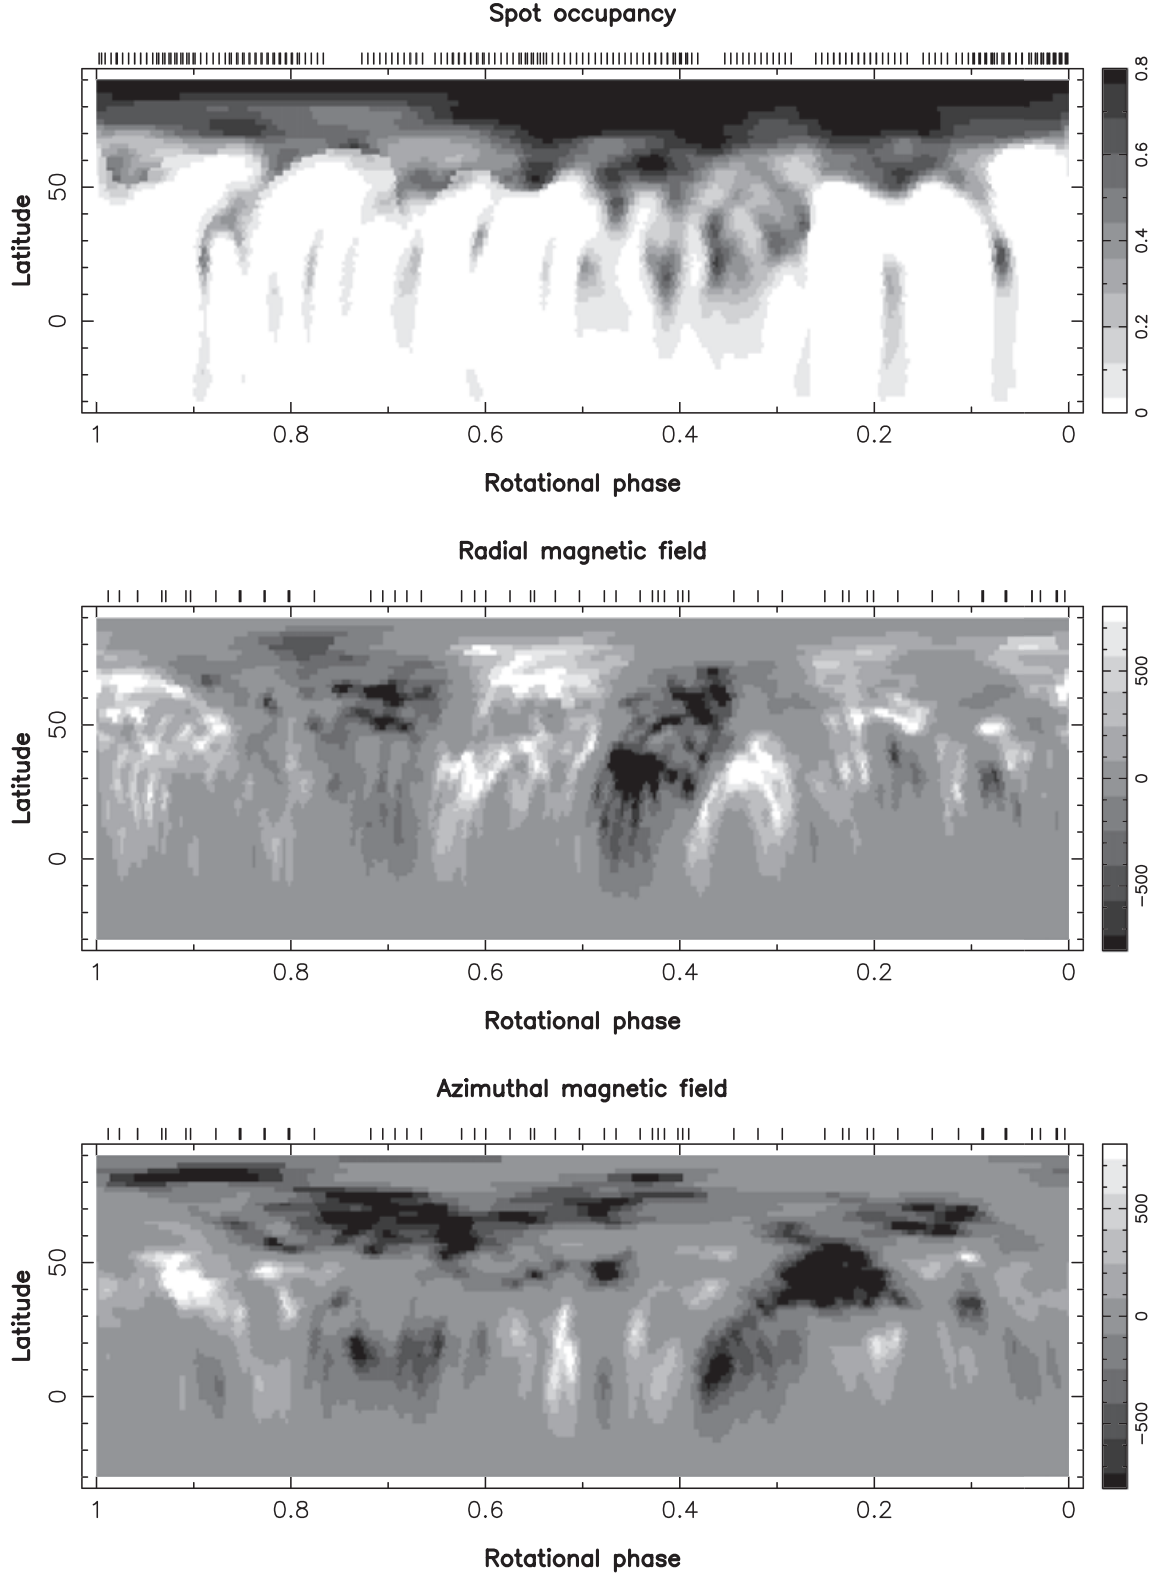 Spot occupancy
Latitude
50
0
1 0.8 0.6 0.4 0.2 0
Rotational phase
0.8
0.6
0.4
0.2
0
Radial magnetic field
Latitude
50
0
1 0.8 0.6 0.4 0.2 0
Rotational phase
500
0
−500
Azimuthal magnetic field
Latitude
50
0
1 0.8 0.6 0.4 0.2 0
Rotational phase
500
0
−500